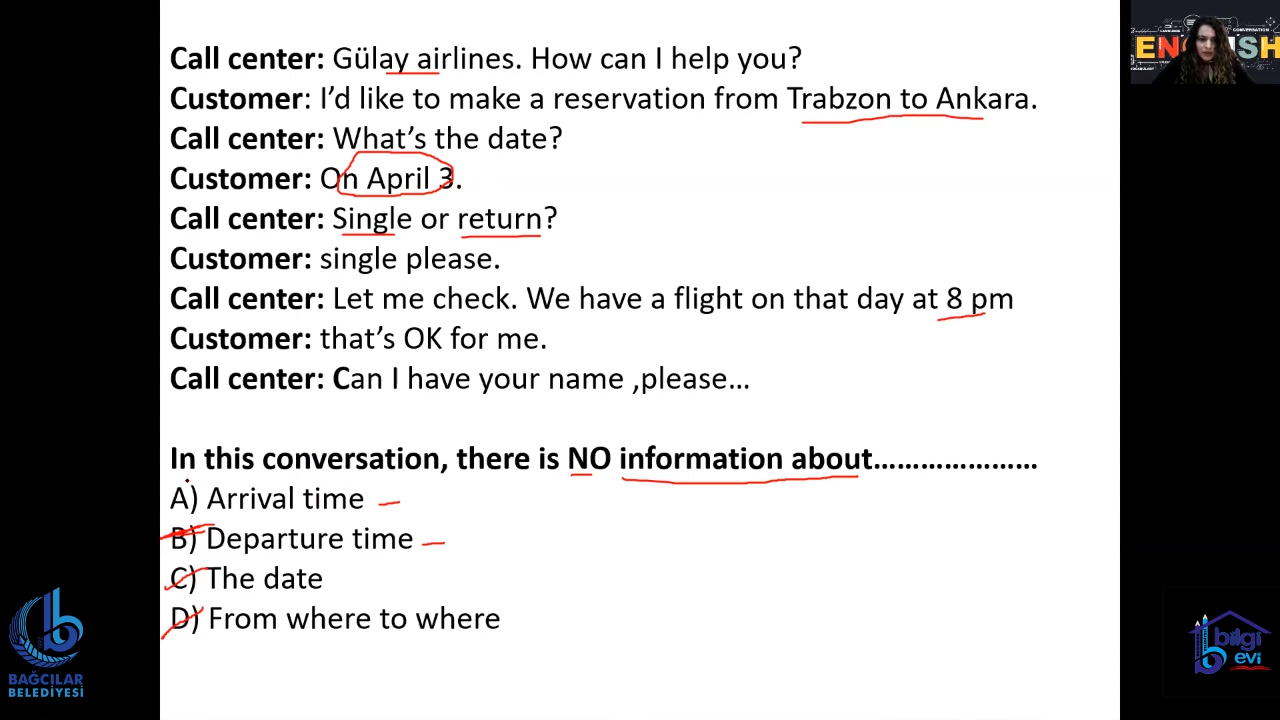 Call center: Gülay airlines. How can I help you?
Customer: I’d like to make a reservation from Trabzon to Ankara.
Call center: What’s the date?
Customer: On April 3.
Call center: Single or return?
Customer: single please.
Call center: Let me check. We have a flight on that day at 8 pm
Customer: that’s OK for me.
Call center: Can I have your name ,please…
In this conversation, there is NO information about…………………
A) Arrival time
B) Departure time
C) The date
D) From where to where
CONVERSATION
ENGLISH
BAĞCILAR
BELEDİYESİ
bilgi
evi